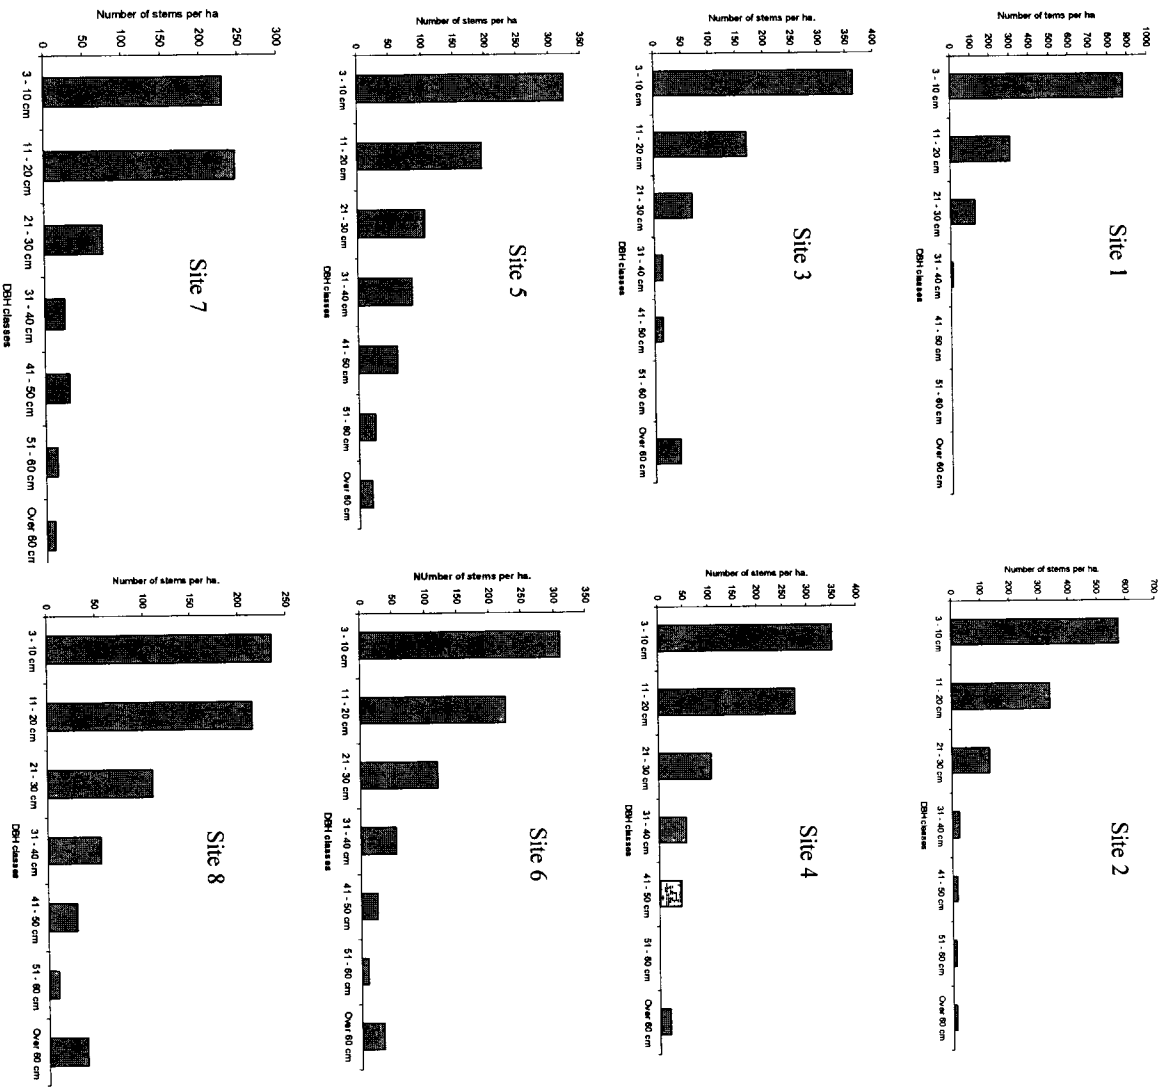 Number of tems per ha
0
100
200
300
400
500
600
700
800
900
1000
3 - 10 cm
11 - 20 cm
21 - 30 cm
31 - 40 cm
41 - 50 cm
51 - 60 cm
Over 60 cm
DBH classes
Site 1
Number of stems per ha.
0
100
200
300
400
500
600
700
3 - 10 cm
11 - 20 cm
21 - 30 cm
31 - 40 cm
41 - 50 cm
51 - 60 cm
Over 60 cm
DBH classes
Site 2
Number of stems per ha.
0
50
100
150
200
250
300
350
400
3 - 10 cm
11 - 20 cm
21 - 30 cm
31 - 40 cm
41 - 50 cm
51 - 60 cm
Over 60 cm
DBH classes
Site 3
Number of stems per ha.
0
50
100
150
200
250
300
350
400
3 - 10 cm
11 - 20 cm
21 - 30 cm
31 - 40 cm
41 - 50 cm
51 - 60 cm
Over 60 cm
DBH classes
Site 4
Number of stems per ha
0
50
100
150
200
250
300
350
3 - 10 cm
11 - 20 cm
21 - 30 cm
31 - 40 cm
41 - 50 cm
51 - 60 cm
Over 60 cm
DBH classes
Site 5
NUmber of stems per ha.
0
50
100
150
200
250
300
350
3 - 10 cm
11 - 20 cm
21 - 30 cm
31 - 40 cm
41 - 50 cm
51 - 60 cm
Over 60 cm
DBH classes
Site 6
Number of stems per ha
0
50
100
150
200
250
300
3 - 10 cm
11 - 20 cm
21 - 30 cm
31 - 40 cm
41 - 50 cm
51 - 60 cm
Over 60 cm
DBH classes
Site 7
Number of stems per ha.
0
50
100
150
200
250
3 - 10 cm
11 - 20 cm
21 - 30 cm
31 - 40 cm
41 - 50 cm
51 - 60 cm
Over 60 cm
DBH classes
Site 8